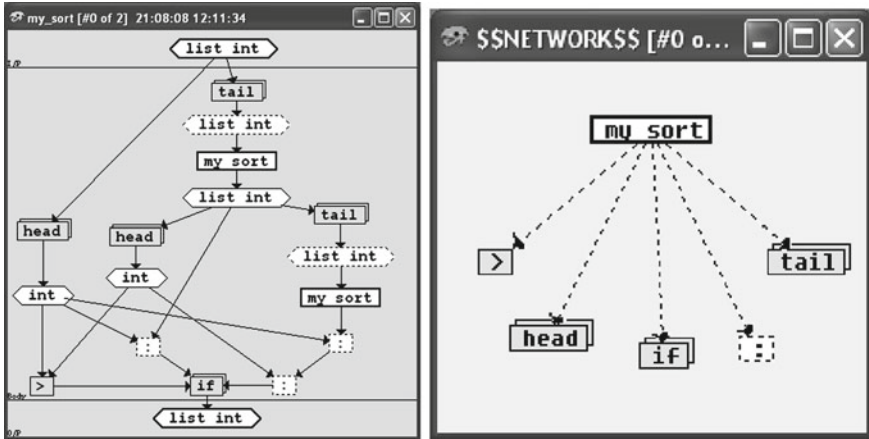 my_sort [#0 of 2] 21:08:08 12:11:34
list int
I/P
tail
list int
my sort
list int
head
head
tail
list int
int
int
my sort
:
:
>
if
:
Body
list int
O/P
$$NETWORK$$ [#0 o...
my sort
>
tail
head
if
: